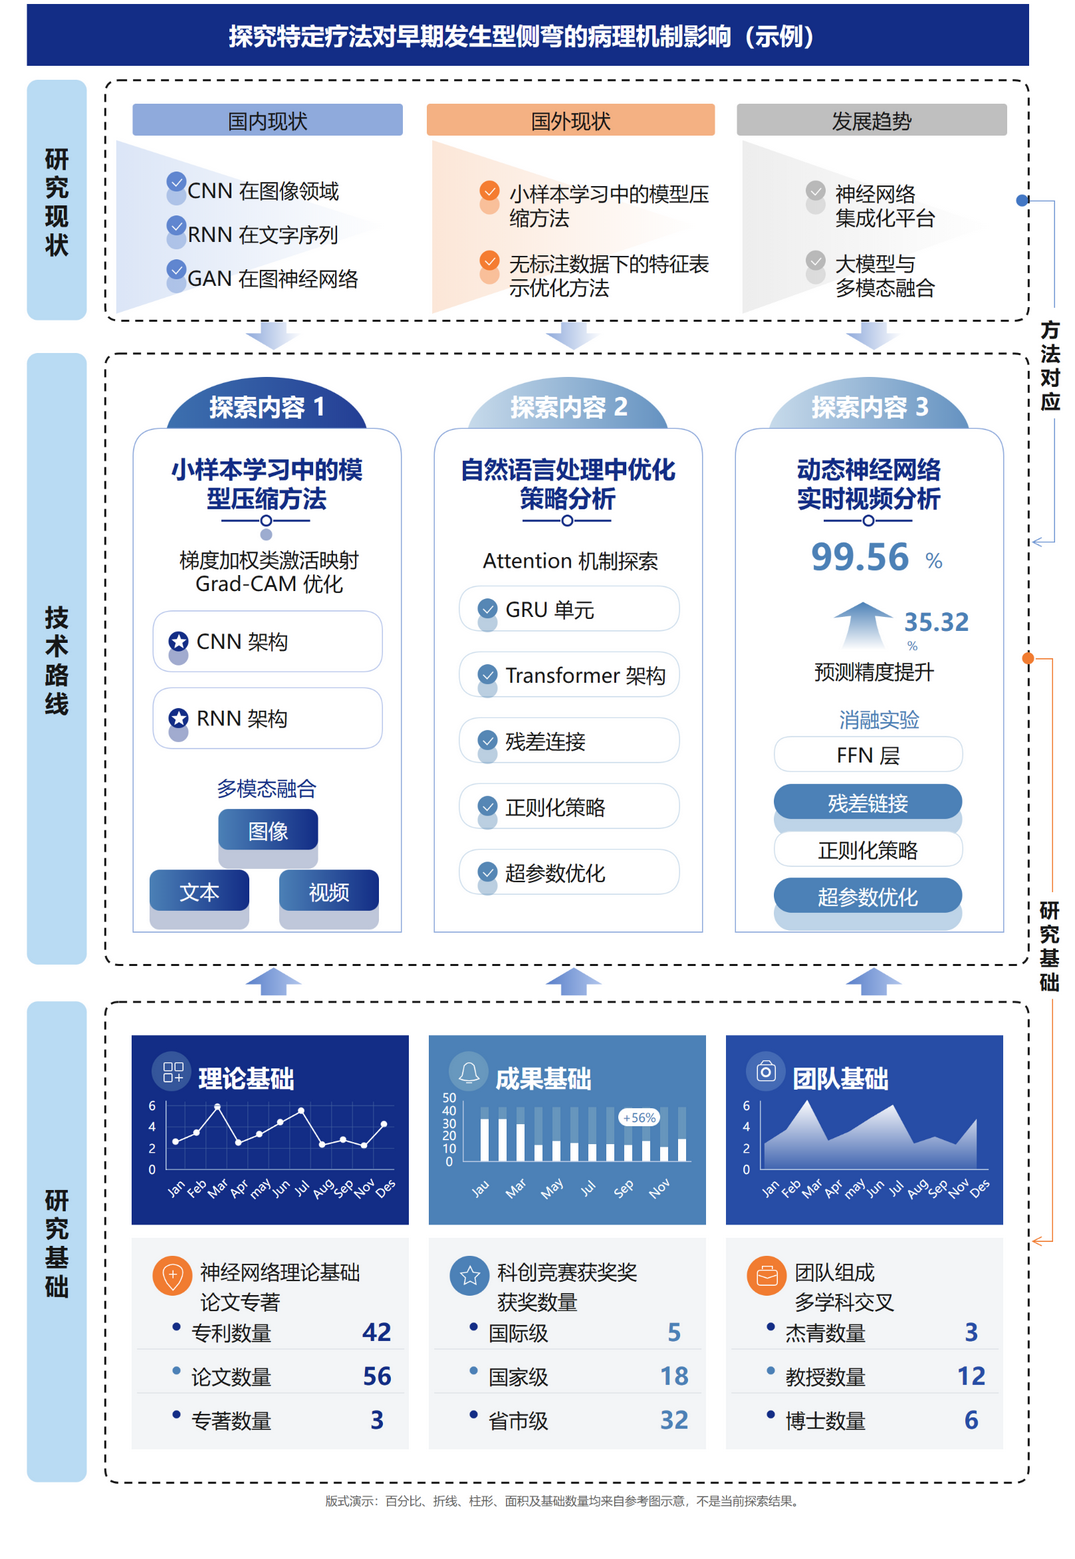 探究特定疗法对早期发生型侧弯的病理机制影响（示例）
研究现状
国内现状
CNN 在图像领域
RNN 在文字序列
GAN 在图神经网络
国外现状
小样本学习中的模型压
缩方法
无标注数据下的特征表
示优化方法
发展趋势
神经网络
集成化平台
大模型与
多模态融合
方法对应
技术路线
探索内容 1
小样本学习中的模
型压缩方法
梯度加权类激活映射
Grad-CAM 优化
CNN 架构
RNN 架构
多模态融合
图像
文本
视频
探索内容 2
自然语言处理中优化
策略分析
Attention 机制探索
GRU 单元
Transformer 架构
残差连接
正则化策略
超参数优化
探索内容 3
动态神经网络
实时视频分析
99.56 %
35.32
%
预测精度提升
消融实验
FFN 层
残差链接
正则化策略
超参数优化
研究基础
研究基础
理论基础
6
4
2
0
Jan Feb Mar Apr may Jun Jul Aug Sep Nov Des
成果基础
50
40
30
20
10
0
+56%
Jau Mar May Jul Sep Nov
团队基础
6
4
2
0
Jan Feb Mar Apr may Jun Jul Aug Sep Nov Des
神经网络理论基础
论文专著
专利数量 42
论文数量 56
专著数量 3
科创竞赛获奖奖
获奖数量
国际级 5
国家级 18
省市级 32
团队组成
多学科交叉
杰青数量 3
教授数量 12
博士数量 6
版式演示：百分比、折线、柱形、面积及基础数量均来自参考图示意，不是当前探索结果。